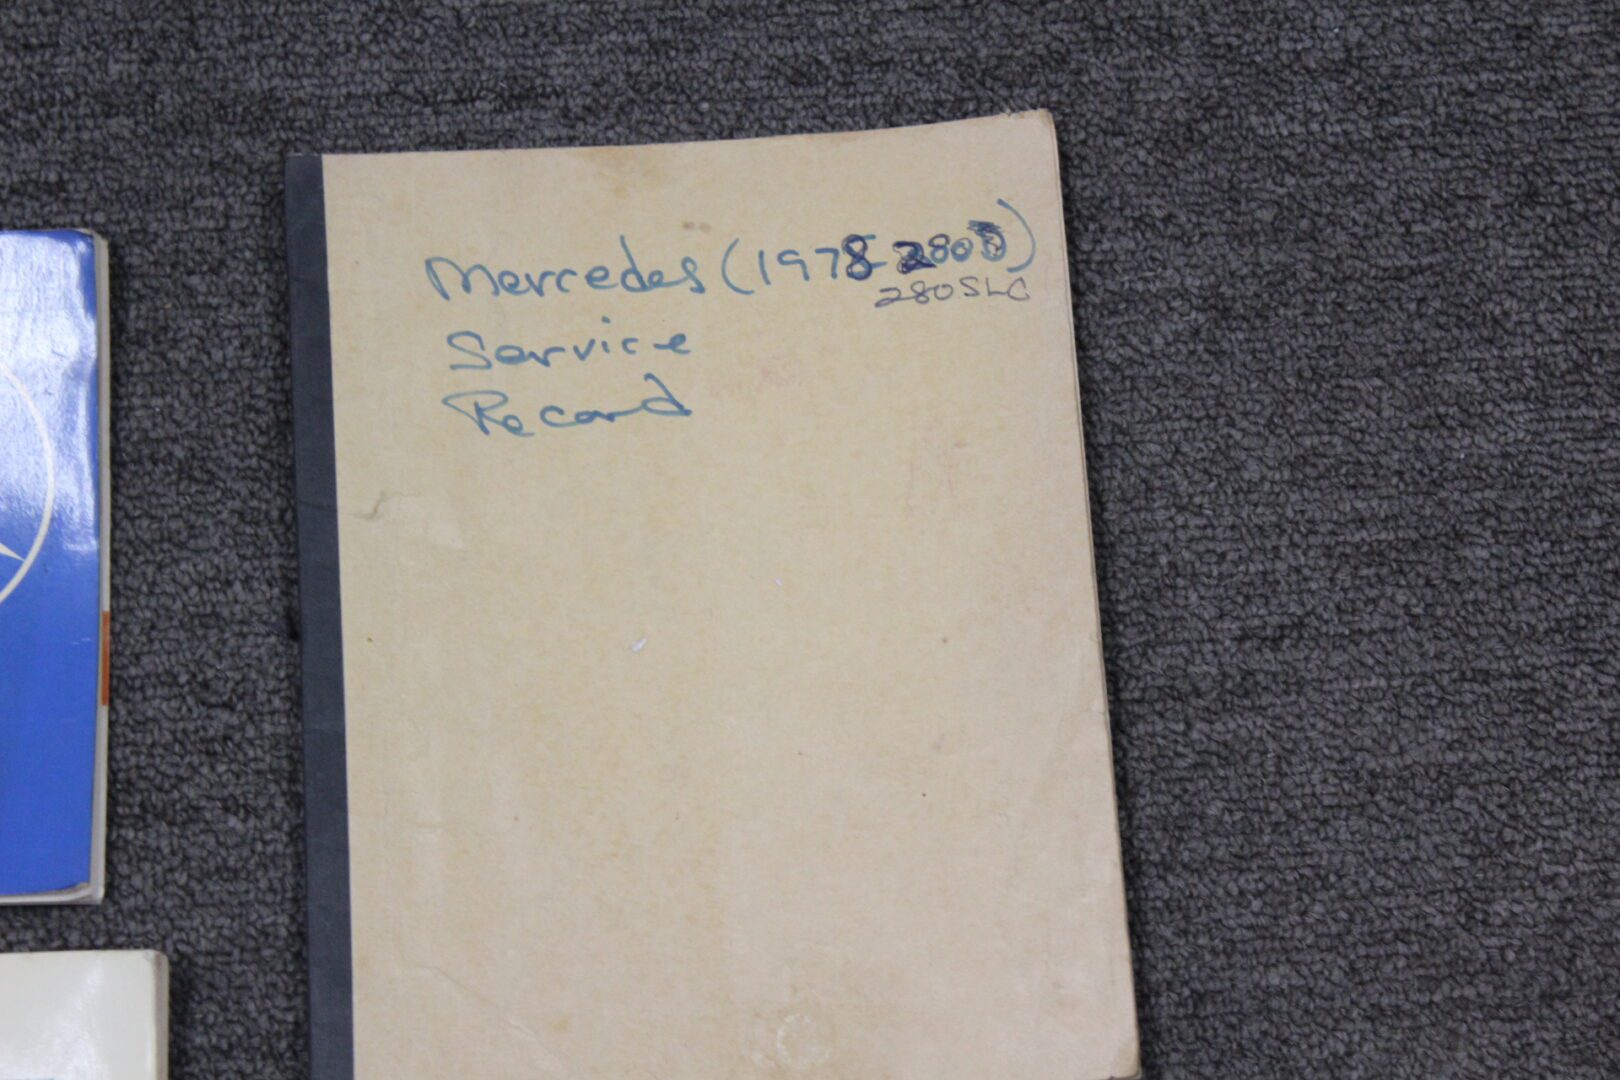 Mercedes (1978 280S)
280SLC
Service
Record